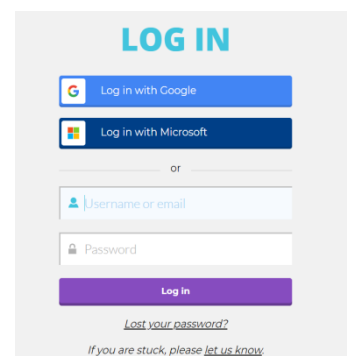 LOG IN
Log in with Google
Log in with Microsoft
or
Username or email
Password
Log in
Lost your password?
If you are stuck, please let us know.